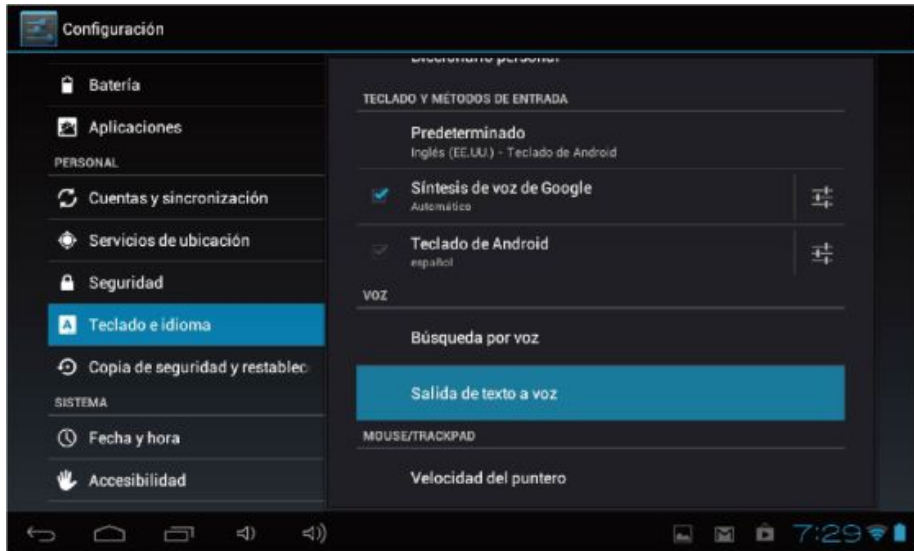 Configuración
Batería
Aplicaciones
PERSONAL
Cuentas y sincronización
Servicios de ubicación
Seguridad
A Teclado e idioma
Copia de seguridad y restablec
SISTEMA
Fecha y hora
Accesibilidad
Diccionario personal
TECLADO Y MÉTODOS DE ENTRADA
Predeterminado
Inglés (EE.UU.) - Teclado de Android
Síntesis de voz de Google
Automático
Teclado de Android
español
VOZ
Búsqueda por voz
Salida de texto a voz
MOUSE/TRACKPAD
Velocidad del puntero
7:29